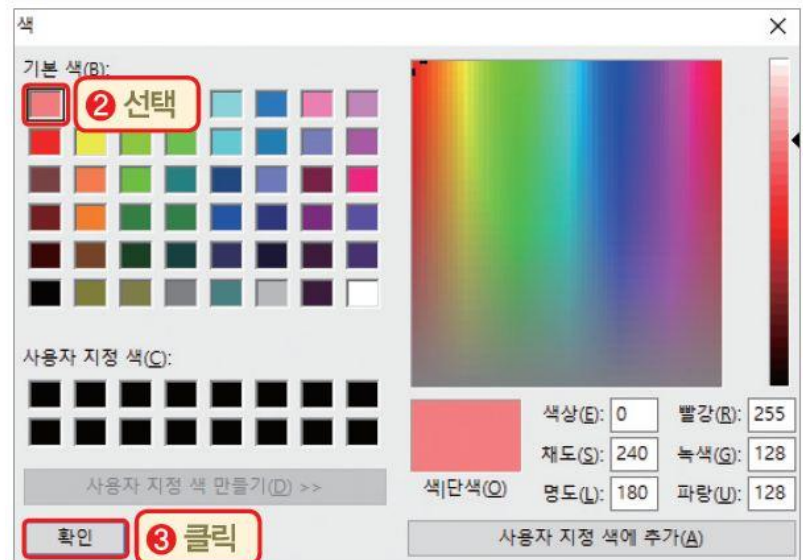 색
기본 색(B):
❷ 선택
사용자 지정 색(C):
사용자 지정 색 만들기(D) >>
확인
❸ 클릭
색|단색(O)
색상(E): 0
빨강(R): 255
채도(S): 240
녹색(G): 128
명도(L): 180
파랑(U): 128
사용자 지정 색에 추가(A)